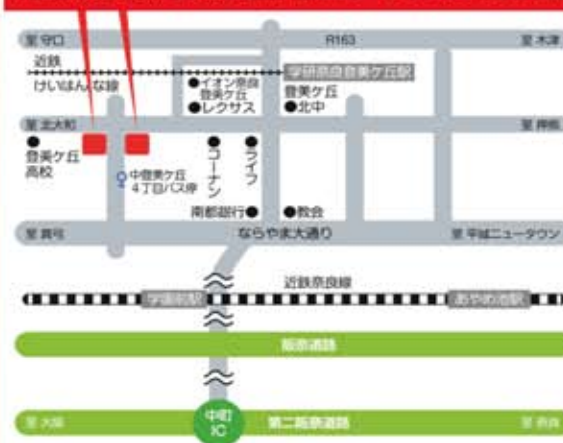 至 守口
R163
至 木津
近鉄
けいはんな線
学研奈良登美ケ丘駅
●イオン奈良
登美ケ丘
●レクサス
登美ケ丘
●北中
至 北大和
至 押熊
●
登美ケ丘
高校
中登美ケ丘
4丁目バス停
●コーナン
●ライフ
南都銀行●
●教会
至 真弓
ならやま大通り
至 平城ニュータウン
近鉄奈良線
学園前駅
あやめ池駅
阪奈道路
至 大阪
中町
IC
第二阪奈道路
至 奈良